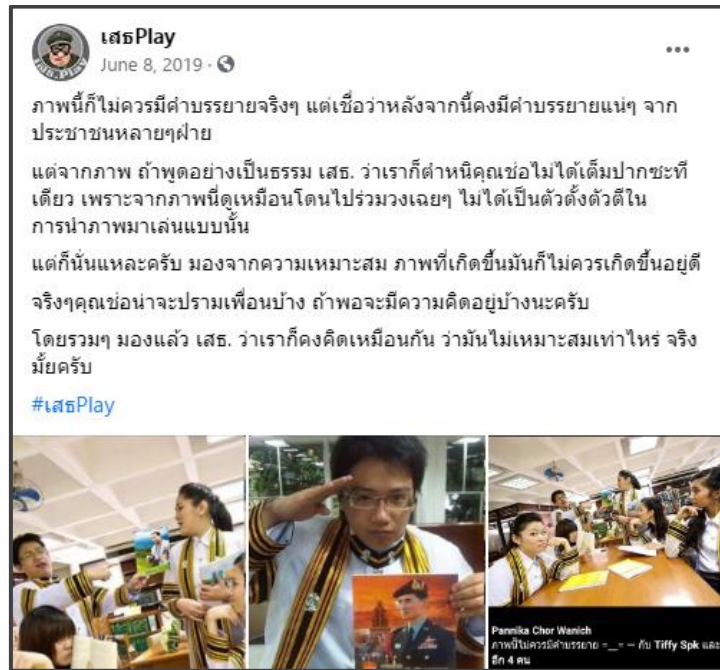 เสธPlay
June 8, 2019
ภาพนี้ก็ไม่ควรมีคำบรรยายจริงๆ แต่เชื่อว่าหลังจากนี้คงมีคำบรรยายแน่ๆ จาก
ประชาชนหลายๆฝ่าย
แต่จากภาพ ถ้าพูดอย่างเป็นธรรม เสธ. ว่าเราก็ตำหนิคุณช่อไม่ได้เต็มปากซะที
เดียว เพราะจากภาพนี่ดูเหมือนโดนไปร่วมวงเฉยๆ ไม่ได้เป็นตัวตั้งตัวตีใน
การนำภาพมาเล่นแบบนั้น
แต่ก็นั่นแหละครับ มองจากความเหมาะสม ภาพที่เกิดขึ้นมันก็ไม่ควรเกิดขึ้นอยู่ดี
จริงๆคุณช่อน่าจะปรามเพื่อนบ้าง ถ้าพอจะมีความคิดอยู่บ้างนะครับ
โดยรวมๆ มองแล้ว เสธ. ว่าเราก็คงคิดเหมือนกัน ว่ามันไม่เหมาะสมเท่าไหร่ จริง
มั้ยครับ
#เสธPlay
Pannika Chor Wanich
ภาพนี้ไม่ควรมีคำบรรยาย =__= — กับ Tiffy Spk และ
อีก 4 คน